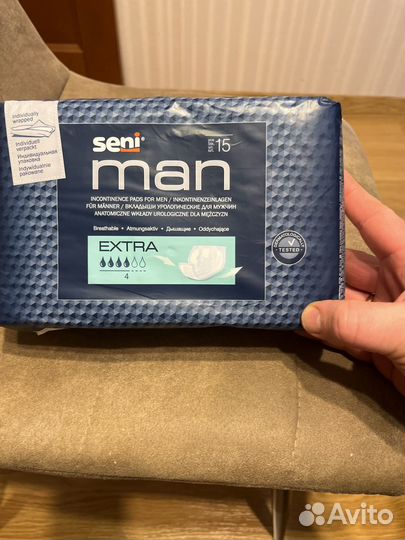 Individually
wrapped
Individuell
verpackt
Индивидуальная
упаковка
Indywidualnie
pakowane
seni
15
man
INCONTINENCE PADS FOR MEN / INKONTINENZEINLAGEN
FÜR MÄNNER / ВКЛАДЫШИ УРОЛОГИЧЕСКИЕ ДЛЯ МУЖЧИН
ANATOMICZNE WKŁADY UROLOGICZNE DLA MĘŻCZYZN
Breathable • Atmungsaktiv • Дышащие • Oddychające
EXTRA
4
DERMATOLOGICALLY
TESTED
Avito